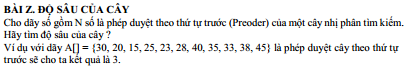 BÀI Z. ĐỘ SÂU CỦA CÂY
Cho dãy số gồm N số là phép duyệt theo thứ tự trước (Preoder) của một cây nhị phân tìm kiếm.
Hãy tìm độ sâu của cây ?
Ví dụ với dãy A[] = {30, 20, 15, 25, 23, 28, 40, 35, 33, 38, 45} là phép duyệt cây theo thứ tự
trước sẽ cho ta kết quả là 3.